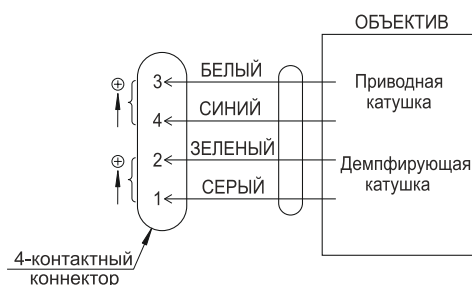 ОБЪЕКТИВ
3 БЕЛЫЙ
Приводная
катушка
4 СИНИЙ
2 ЗЕЛЕНЫЙ
Демпфирующая
катушка
1 СЕРЫЙ
4-контактный
коннектор